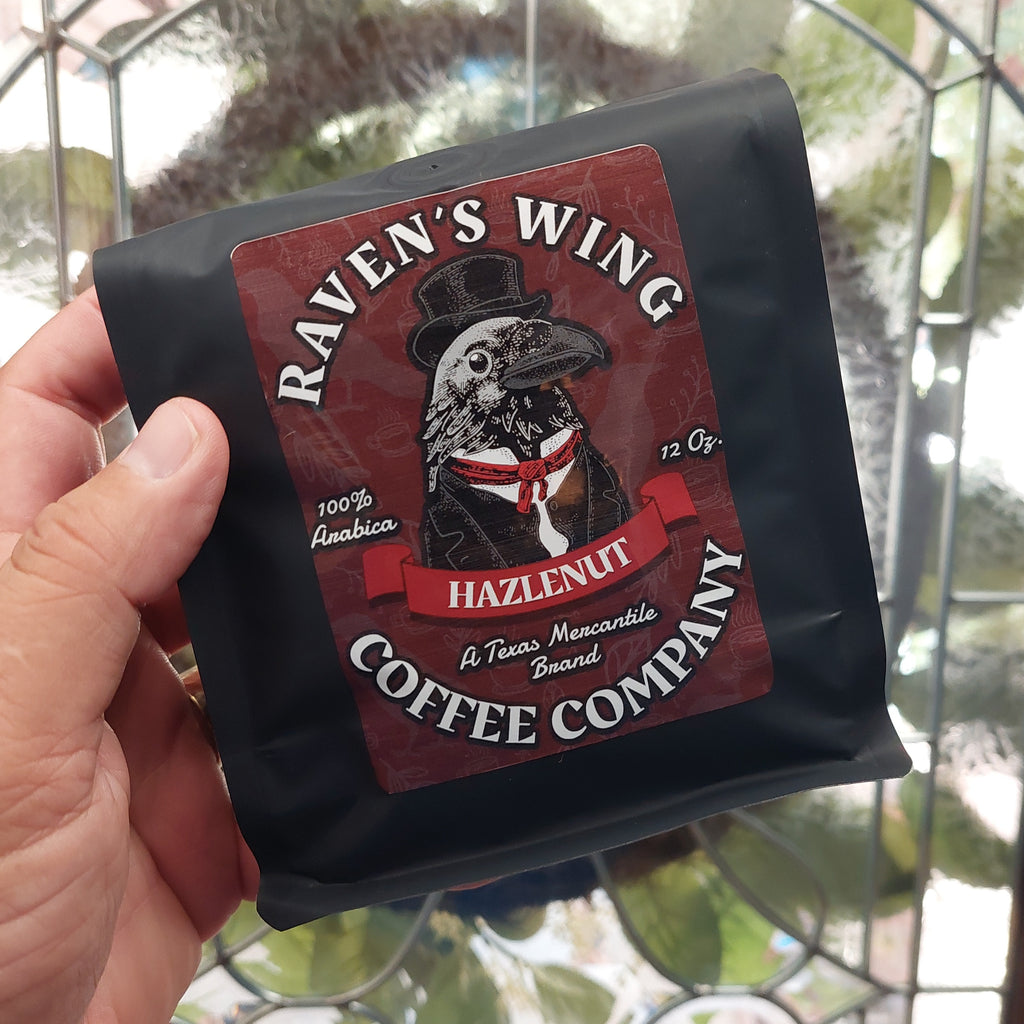 RAVEN'S WING
12 Oz.
100%
Arabica
HAZLENUT
A Texas Mercantile
Brand
COFFEE COMPANY